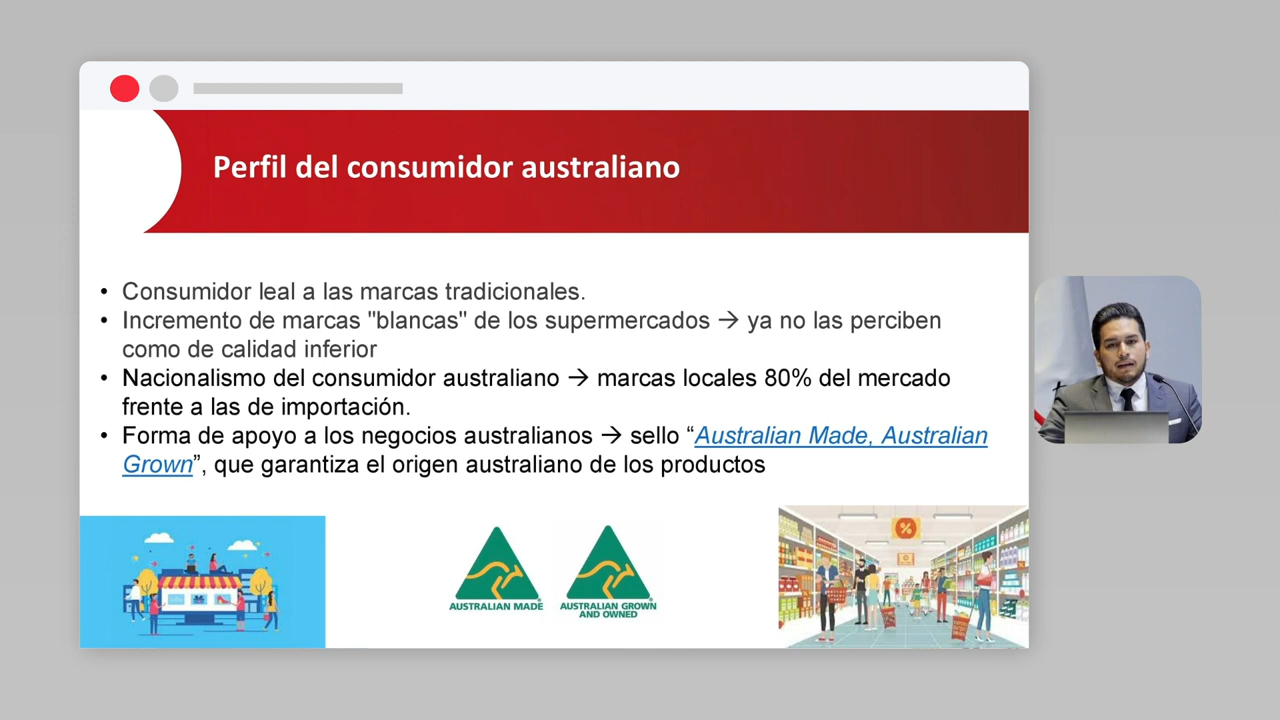 Perfil del consumidor australiano
• Consumidor leal a las marcas tradicionales.
• Incremento de marcas "blancas" de los supermercados → ya no las perciben
como de calidad inferior
• Nacionalismo del consumidor australiano → marcas locales 80% del mercado
frente a las de importación.
• Forma de apoyo a los negocios australianos → sello “Australian Made, Australian
Grown”, que garantiza el origen australiano de los productos
%
AUSTRALIAN MADE
AUSTRALIAN GROWN
AND OWNED